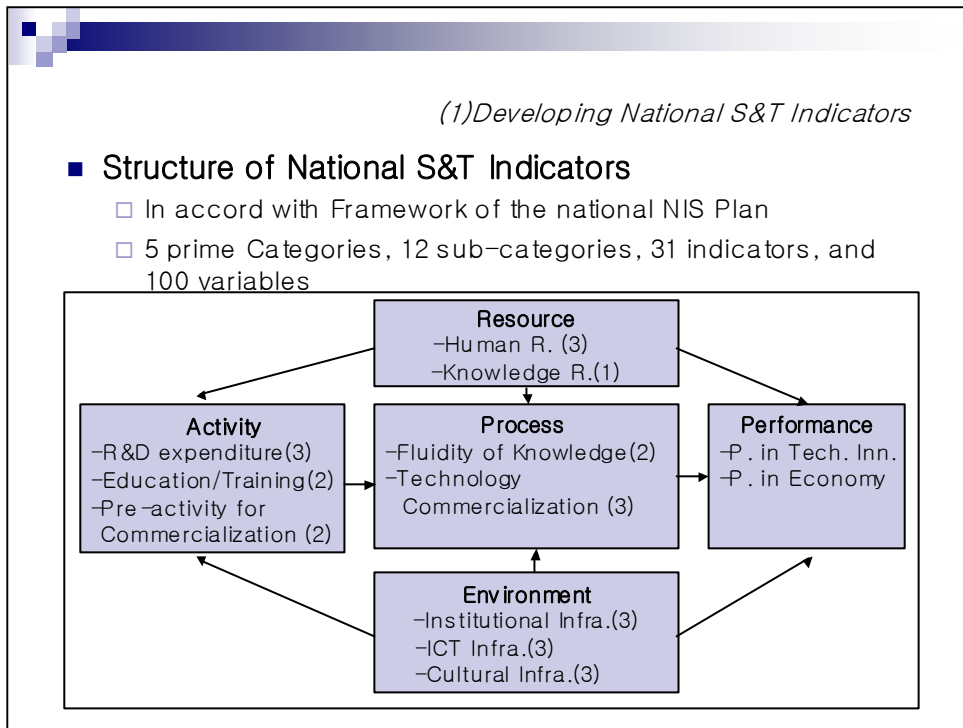 (1)Developing National S&T Indicators
Structure of National S&T Indicators
In accord with Framework of the national NIS Plan
5 prime Categories, 12 sub-categories, 31 indicators, and
100 variables
Resource
-Human R. (3)
-Knowledge R.(1)
Activity
-R&D expenditure(3)
-Education/Training(2)
-Pre-activity for
Commercialization (2)
Process
-Fluidity of Knowledge(2)
-Technology
Commercialization (3)
Performance
-P. in Tech. Inn.
-P. in Economy
Environment
-Institutional Infra.(3)
-ICT Infra.(3)
-Cultural Infra.(3)